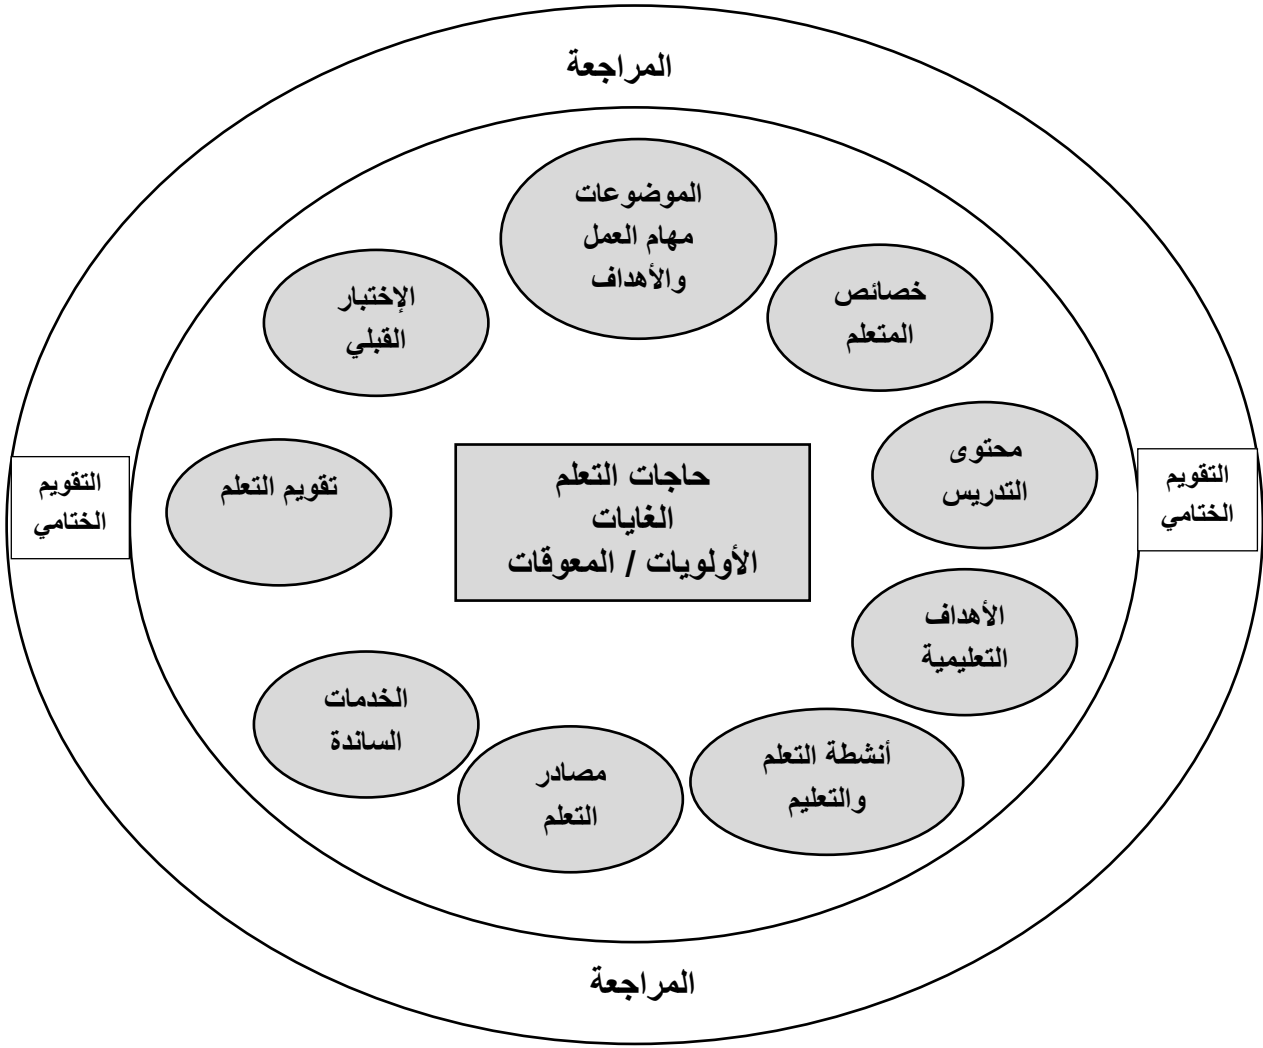 المراجعة
الموضوعات
مهام العمل
والأهداف
خصائص
المتعلم
الإختبار
القبلي
محتوى
التدريس
حاجات التعلم
الغايات
الأولويات / المعوقات
تقويم التعلم
التقويم
الختامي
التقويم
الختامي
الأهداف
التعليمية
أنشطة التعلم
والتعليم
مصادر
التعلم
الخدمات
الساندة
المراجعة